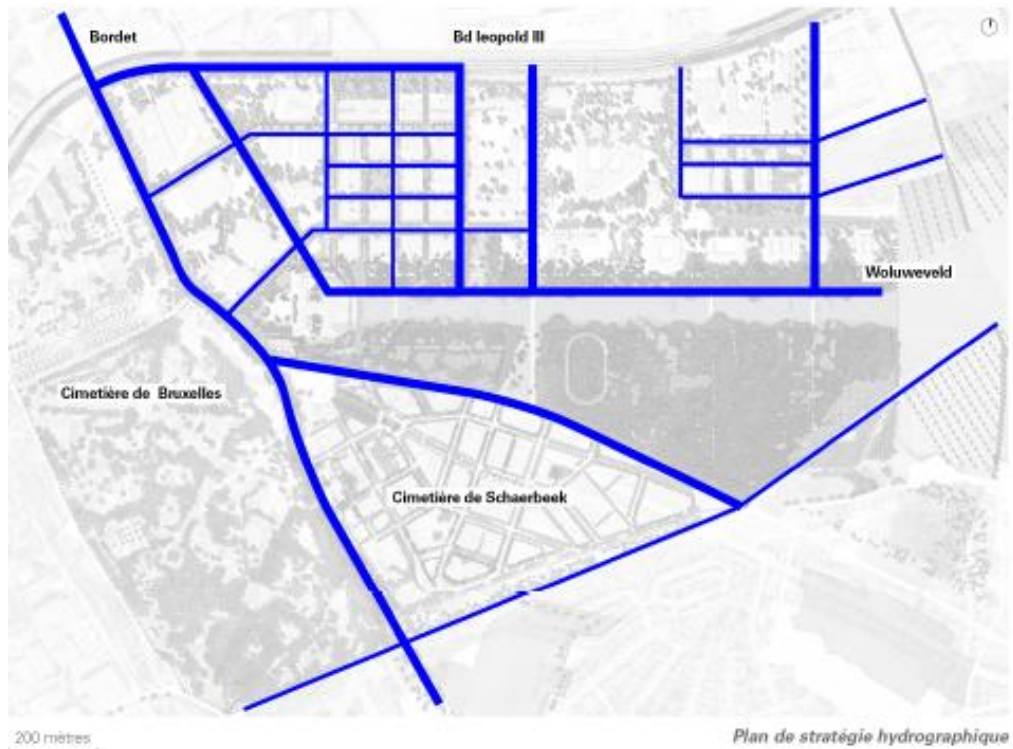 Bordet
Bd leopold III
Woluweveld
Cimetière de Bruxelles
Cimetière de Schaerbeek
200 mètres
Plan de stratégie hydrographique